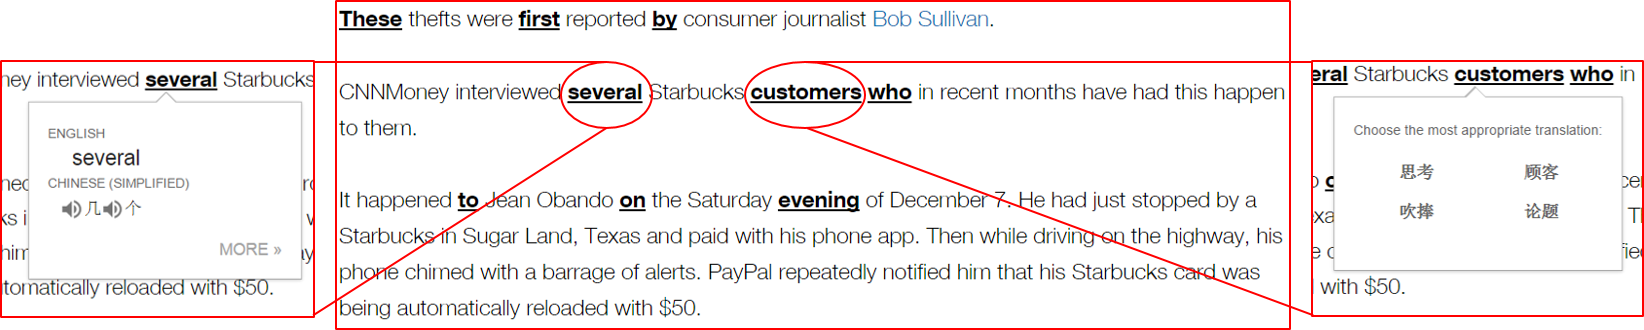 ney interviewed several Starbucks
ENGLISH
several
CHINESE (SIMPLIFIED)
几 个
MORE »
tomatically reloaded with $50.
These thefts were first reported by consumer journalist Bob Sullivan.
CNNMoney interviewed several Starbucks customers who in recent months have had this happen
to them.
It happened to Jean Obando on the Saturday evening of December 7. He had just stopped by a
Starbucks in Sugar Land, Texas and paid with his phone app. Then while driving on the highway, his
phone chimed with a barrage of alerts. PayPal repeatedly notified him that his Starbucks card was
being automatically reloaded with $50.
eral Starbucks customers who in
Choose the most appropriate translation:
思考 顾客
吹捧 论题
with $50.